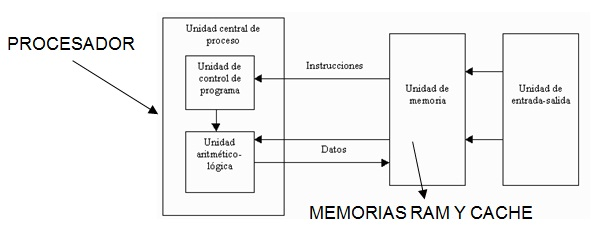 PROCESADOR
Unidad central de
proceso
Unidad de
control de
programa
Unidad
aritmético-
lógica
Instrucciones
Datos
Unidad de
memoria
Unidad de
entrada-salida
MEMORIAS RAM Y CACHE